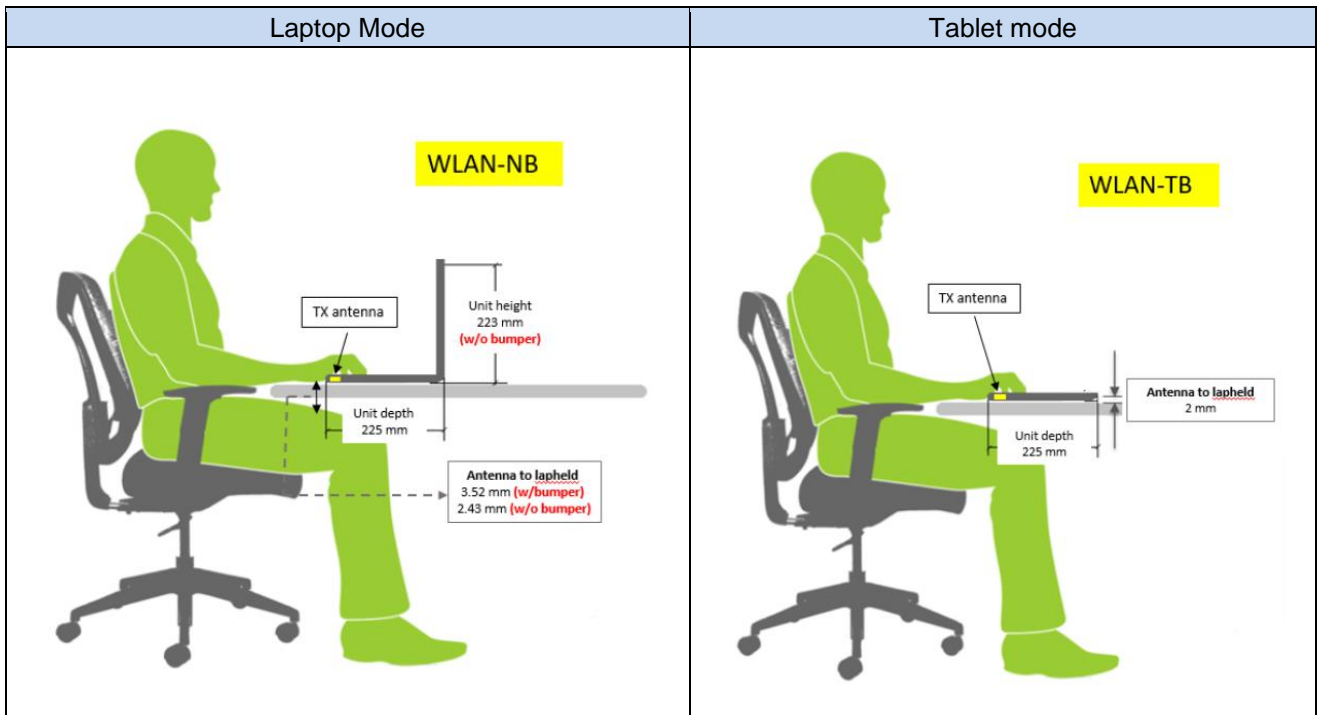 Laptop Mode
Tablet mode
WLAN-NB
TX antenna
Unit height
223 mm
(w/o bumper)
Unit depth
225 mm
Antenna to lapheld
3.52 mm (w/bumper)
2.43 mm (w/o bumper)
WLAN-TB
TX antenna
Antenna to lapheld
2 mm
Unit depth
225 mm